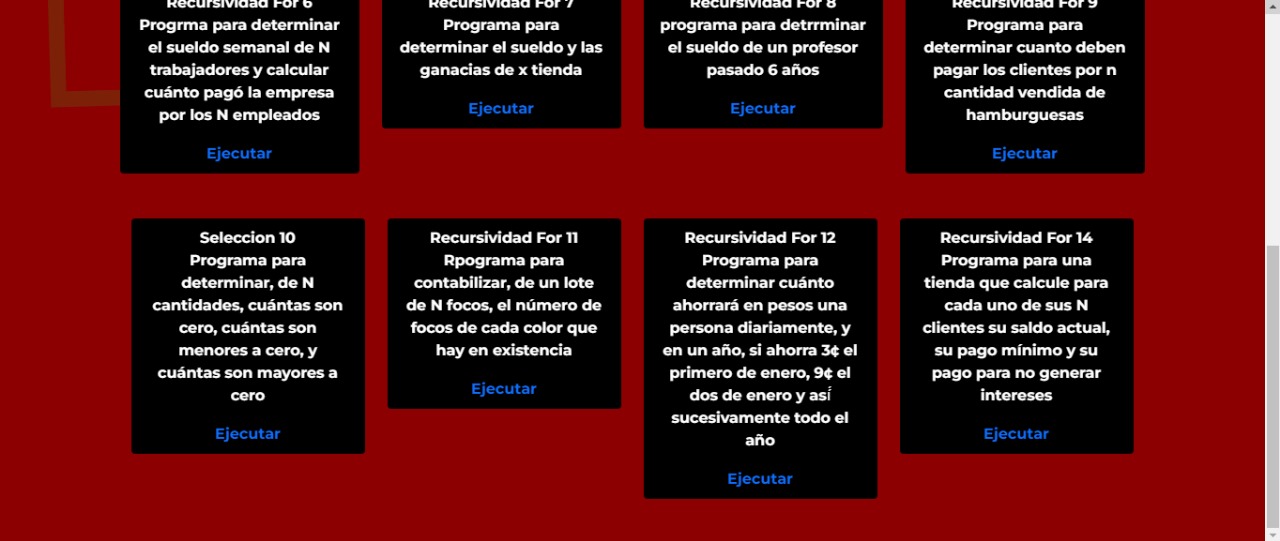 Recursividad For 6
Progrma para determinar
el sueldo semanal de N
trabajadores y calcular
cuánto pagó la empresa
por los N empleados
Ejecutar
Recursividad For 7
Programa para
determinar el sueldo y las
ganacias de x tienda
Ejecutar
Recursividad For 8
programa para detrrminar
el sueldo de un profesor
pasado 6 años
Ejecutar
Recursividad For 9
Programa para
determinar cuanto deben
pagar los clientes por n
cantidad vendida de
hamburguesas
Ejecutar
Seleccion 10
Programa para
determinar, de N
cantidades, cuántas son
cero, cuántas son
menores a cero, y
cuántas son mayores a
cero
Ejecutar
Recursividad For 11
Rpograma para
contabilizar, de un lote
de N focos, el número de
focos de cada color que
hay en existencia
Ejecutar
Recursividad For 12
Programa para
determinar cuánto
ahorrará en pesos una
persona diariamente, y
en un año, si ahorra 3¢ el
primero de enero, 9¢ el
dos de enero y así
sucesivamente todo el
año
Ejecutar
Recursividad For 14
Programa para una
tienda que calcule para
cada uno de sus N
clientes su saldo actual,
su pago mínimo y su
pago para no generar
intereses
Ejecutar